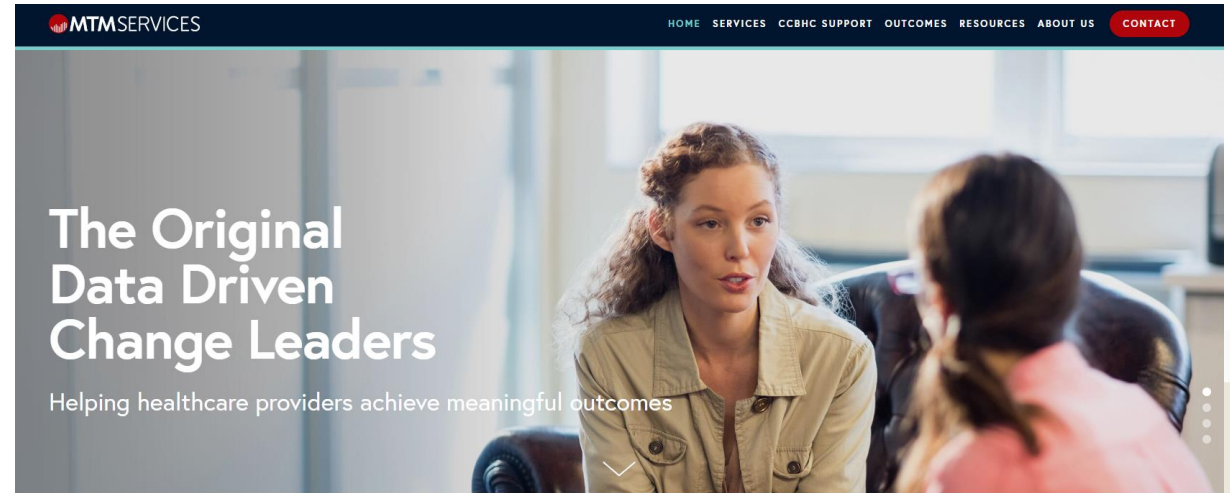 MTMSERVICES
HOME SERVICES CCBHC SUPPORT OUTCOMES RESOURCES ABOUT US CONTACT
The Original
Data Driven
Change Leaders
Helping healthcare providers achieve meaningful outcomes